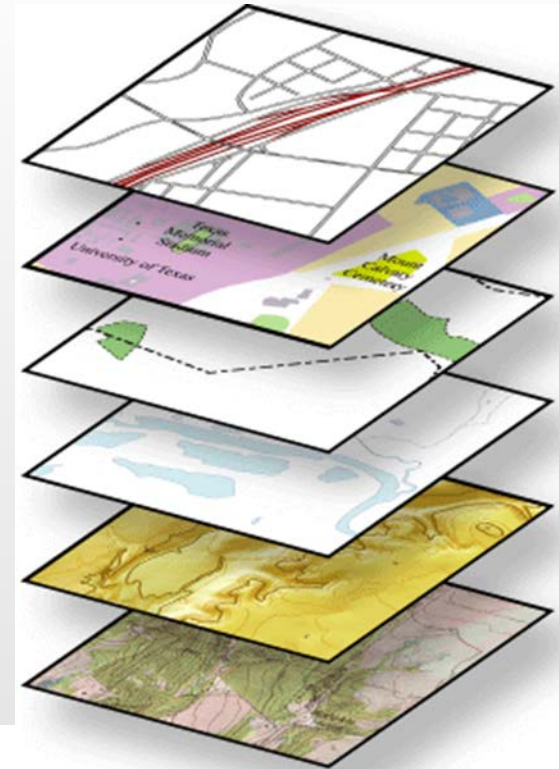 Texas
Memorial
Stadium
University of Texas
Mount
Calvary
Cemetery